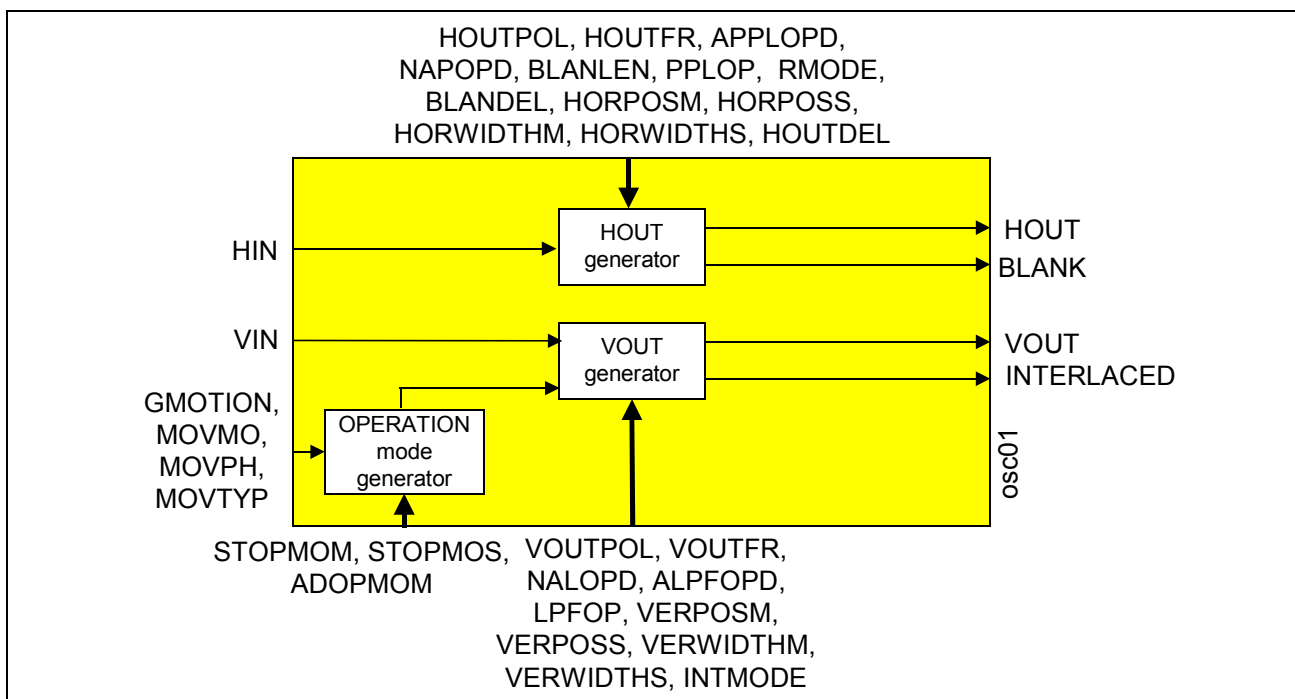 HOUTPOL, HOUTFR, APPLOPD,
NAPOPD, BLANLEN, PPLOP, RMODE,
BLANDEL, HORPOSM, HORPOSS,
HORWIDTHM, HORWIDTHS, HOUTDEL
HIN
HOUT
generator
HOUT
BLANK
VIN
VOUT
generator
VOUT
INTERLACED
GMOTION,
MOVMO,
MOVPH,
MOVTYP
OPERATION
mode
generator
osc01
STOPMOM, STOPMOS,
ADOPMOM
VOUTPOL, VOUTFR,
NALOPD, ALPFOPD,
LPFOP, VERPOSM,
VERPOSS, VERWIDTHM,
VERWIDTHS, INTMODE